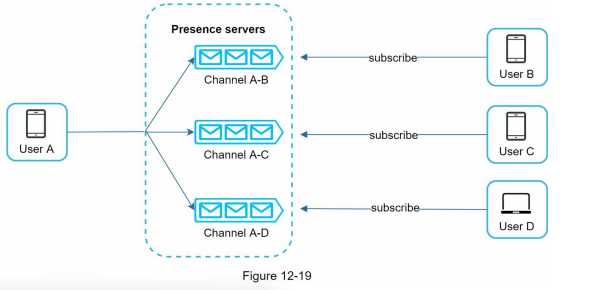 Presence servers
subscribe
User B
Channel A-B
User A
subscribe
User C
Channel A-C
subscribe
User D
Channel A-D
Figure 12-19